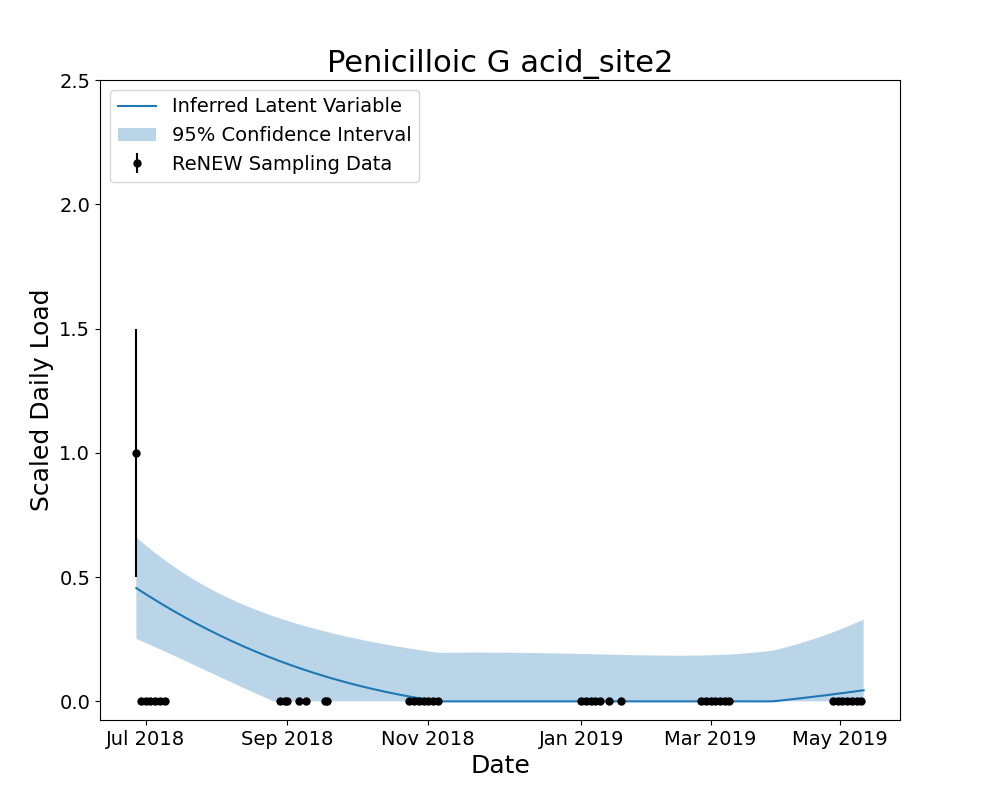 Penicilloic G acid_site2
Inferred Latent Variable
95% Confidence Interval
ReNEW Sampling Data
Scaled Daily Load
2.5
2.0
1.5
1.0
0.5
0.0
Jul 2018 Sep 2018 Nov 2018 Jan 2019 Mar 2019 May 2019
Date